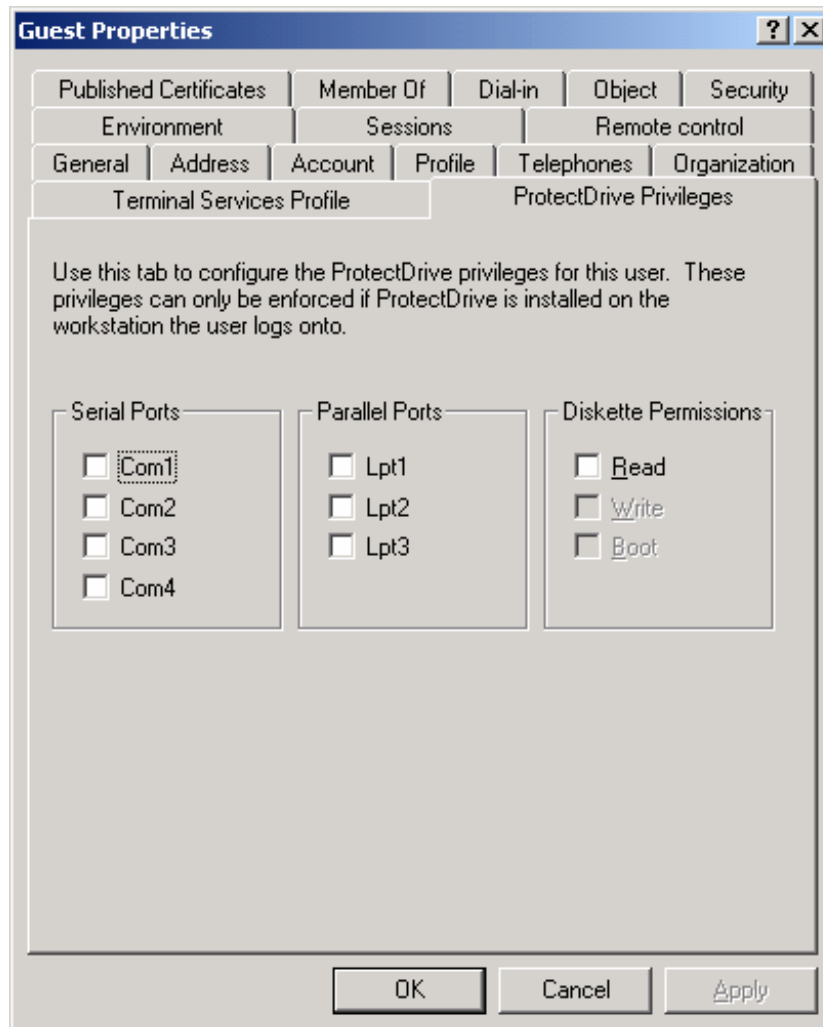 Guest Properties
Published Certificates Member Of Dial-in Object Security
Environment Sessions Remote control
General Address Account Profile Telephones Organization
Terminal Services Profile ProtectDrive Privileges
Use this tab to configure the ProtectDrive privileges for this user. These
privileges can only be enforced if ProtectDrive is installed on the
workstation the user logs onto.
Serial Ports Parallel Ports Diskette Permissions
Com1 Lpt1 Read
Com2 Lpt2 Write
Com3 Lpt3 Boot
Com4
OK Cancel Apply